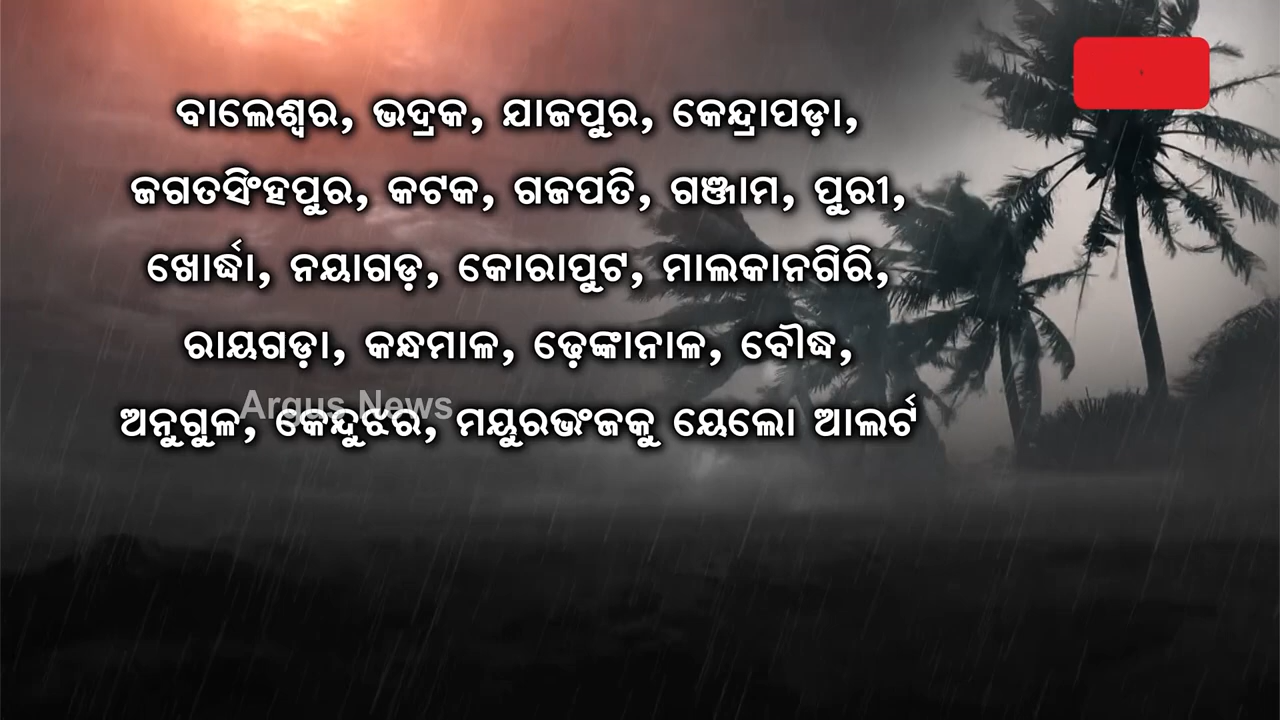 ବାଲେଶ୍ୱର, ଭଦ୍ରକ, ଯାଜପୁର, କେନ୍ଦ୍ରାପଡ଼ା,
ଜଗତସିଂହପୁର, କଟକ, ଗଜପତି, ଗଞ୍ଜାମ, ପୁରୀ,
ଖୋର୍ଦ୍ଧା, ନୟାଗଡ଼, କୋରାପୁଟ, ମାଲକାନଗିରି,
ରାୟଗଡ଼ା, କନ୍ଧମାଳ, ଢ଼େଙ୍କାନାଳ, ବୌଦ୍ଧ,
Argus News
ଅନୁଗୁଳ, କେନ୍ଦୁଝର, ମୟୁରଭଂଜକୁ ୟେଲୋ ଆଲର୍ଟ